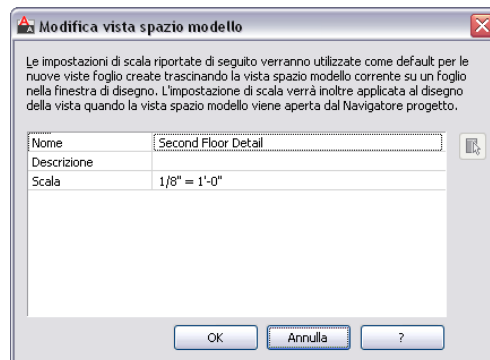 Modifica vista spazio modello
Le impostazioni di scala riportate di seguito verranno utilizzate come default per le
nuove viste foglio create trascinando la vista spazio modello corrente su un foglio
nella finestra di disegno. L'impostazione di scala verrà inoltre applicata al disegno
della vista quando la vista spazio modello viene aperta dal Navigatore progetto.
Nome Second Floor Detail
Descrizione
Scala 1/8" = 1'-0"
OK Annulla ?